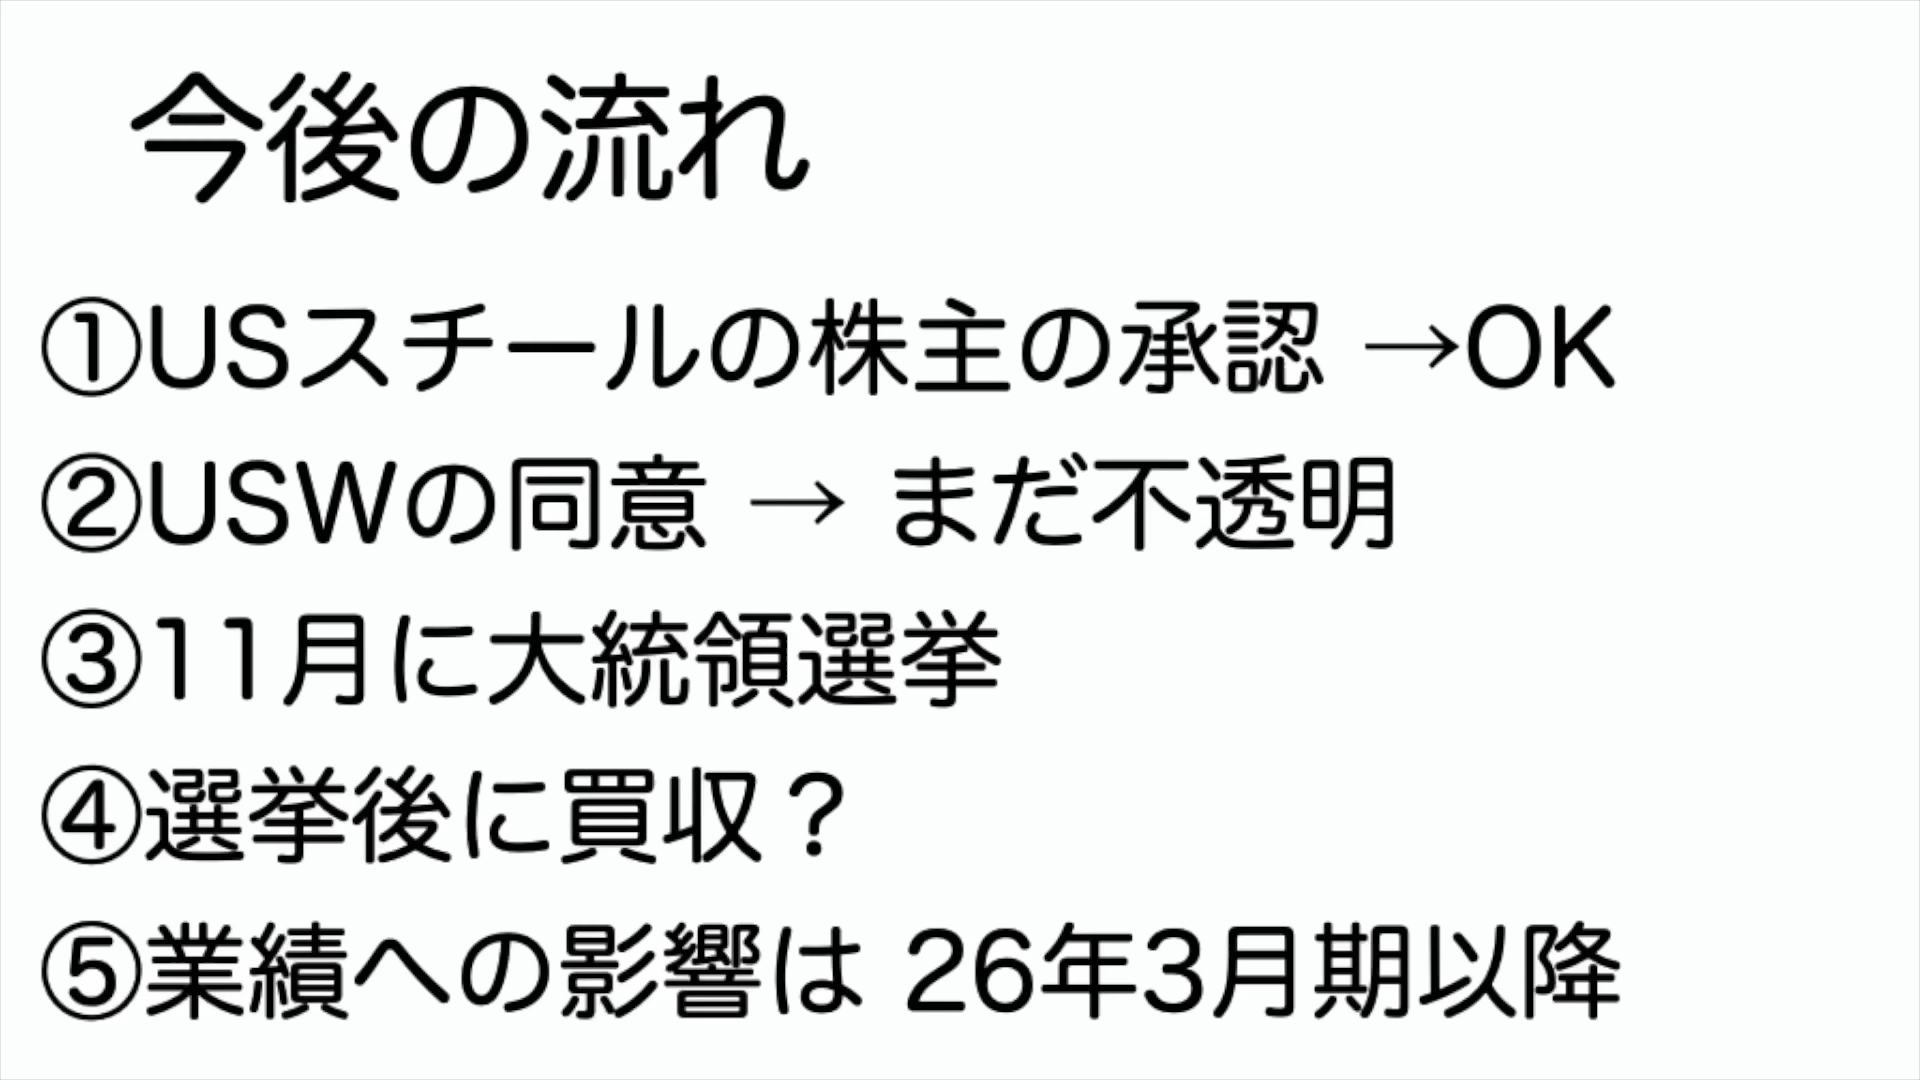 今後の流れ
①USスチールの株主の承認 →OK
②USWの同意 → まだ不透明
③11月に大統領選挙
④選挙後に買収？
⑤業績への影響は 26年3月期以降